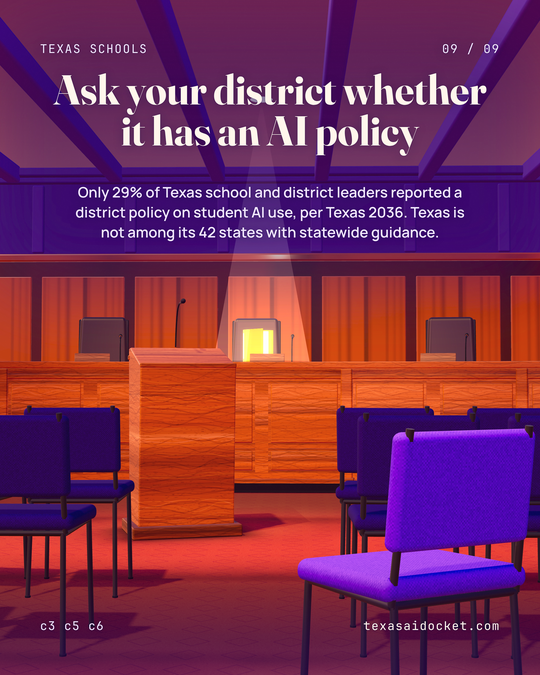 TEXAS SCHOOLS
09 / 09
Ask your district whether
it has an AI policy
Only 29% of Texas school and district leaders reported a
district policy on student AI use, per Texas 2036. Texas is
not among its 42 states with statewide guidance.
c3 c5 c6
texasaidocket.com